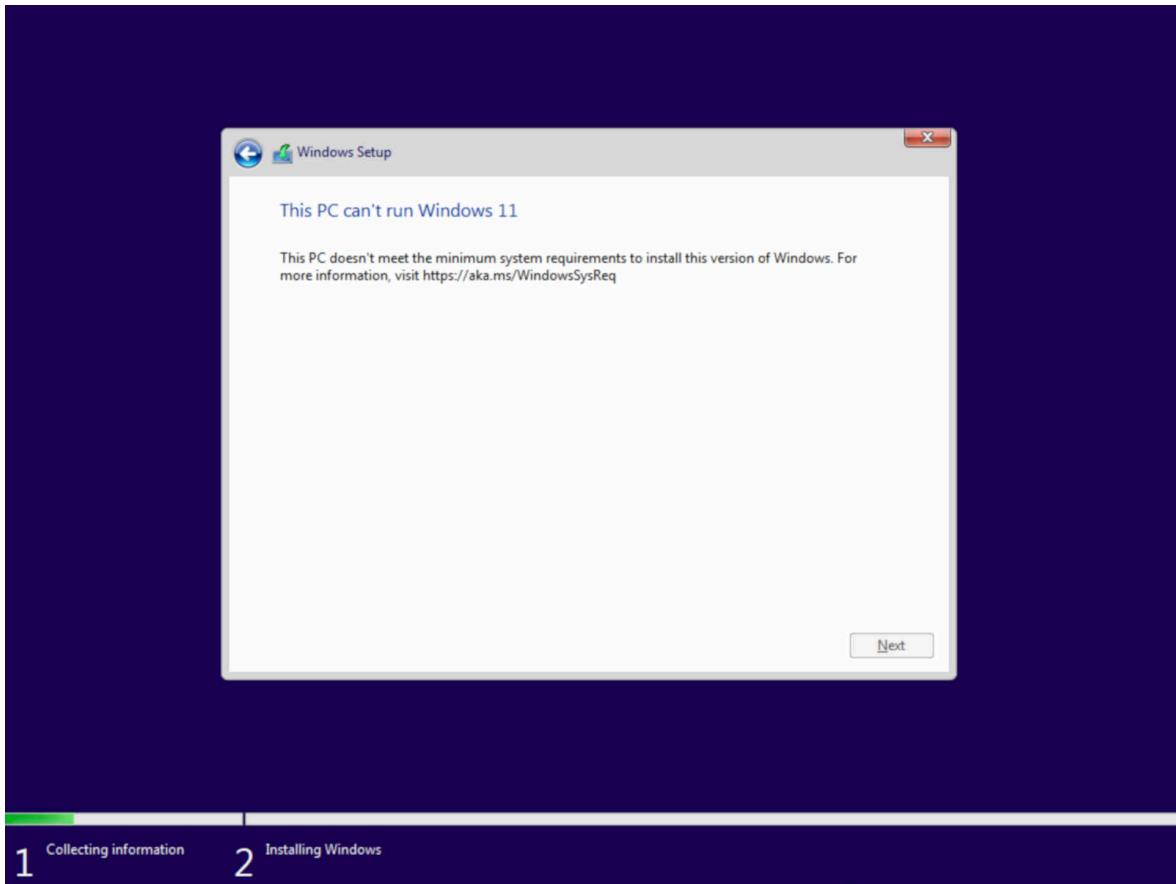 Windows Setup
This PC can't run Windows 11
This PC doesn't meet the minimum system requirements to install this version of Windows. For
more information, visit https://aka.ms/WindowsSysReq
Next
1 Collecting information 2 Installing Windows